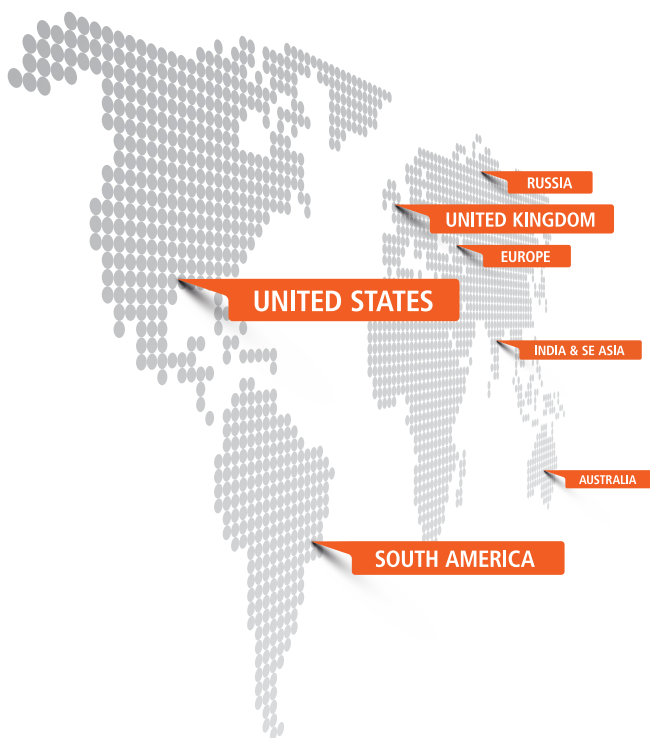 RUSSIA
UNITED KINGDOM
EUROPE
UNITED STATES
INDIA & SE ASIA
AUSTRALIA
SOUTH AMERICA